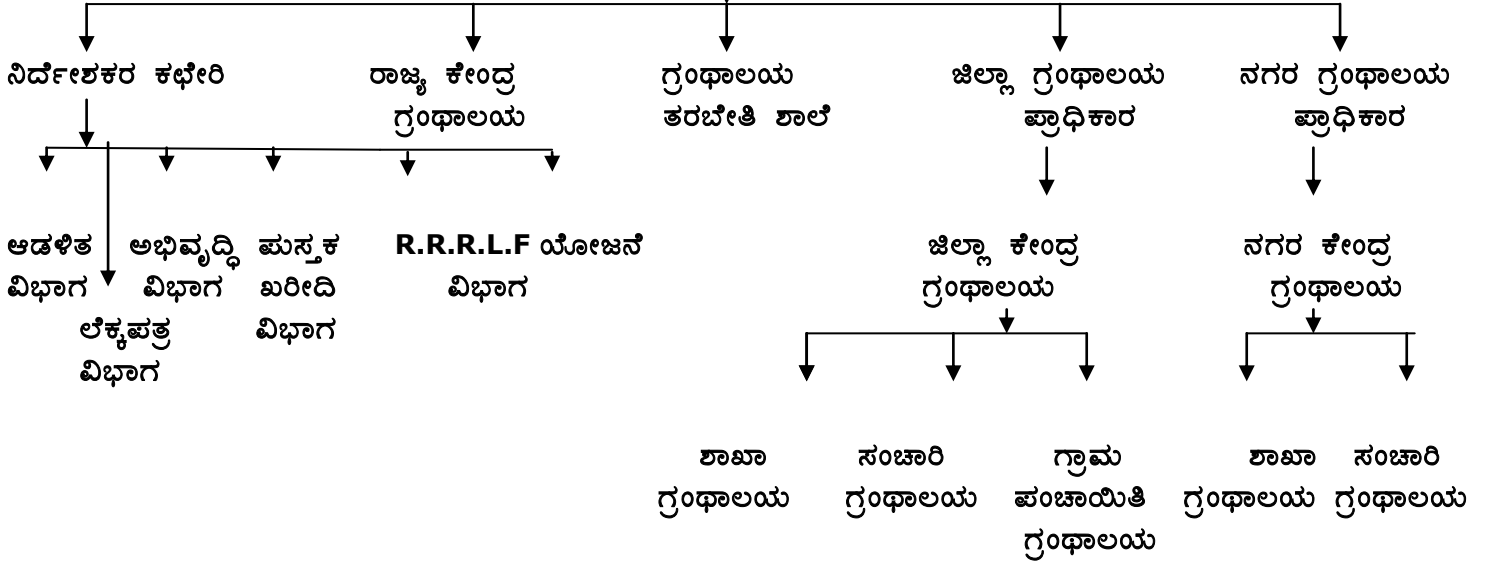 ನಿರ್ದೇಶಕರ ಕಛೇರಿ ರಾಜ್ಯ ಕೇಂದ್ರ ಗ್ರಂಥಾಲಯ ಜಿಲ್ಲಾ ಗ್ರಂಥಾಲಯ ನಗರ ಗ್ರಂಥಾಲಯ
ಗ್ರಂಥಾಲಯ ತರಬೇತಿ ಶಾಲೆ ಪ್ರಾಧಿಕಾರ ಪ್ರಾಧಿಕಾರ
ಆಡಳಿತ ಅಭಿವೃದ್ಧಿ ಪುಸ್ತಕ R.R.R.L.F ಯೋಜನೆ ಜಿಲ್ಲಾ ಕೇಂದ್ರ ನಗರ ಕೇಂದ್ರ
ವಿಭಾಗ ವಿಭಾಗ ಖರೀದಿ ವಿಭಾಗ ಗ್ರಂಥಾಲಯ ಗ್ರಂಥಾಲಯ
ಲೆಕ್ಕಪತ್ರ ವಿಭಾಗ
ವಿಭಾಗ
ಶಾಖಾ ಸಂಚಾರಿ ಗ್ರಾಮ ಶಾಖಾ ಸಂಚಾರಿ
ಗ್ರಂಥಾಲಯ ಗ್ರಂಥಾಲಯ ಪಂಚಾಯಿತಿ ಗ್ರಂಥಾಲಯ ಗ್ರಂಥಾಲಯ
ಗ್ರಂಥಾಲಯ